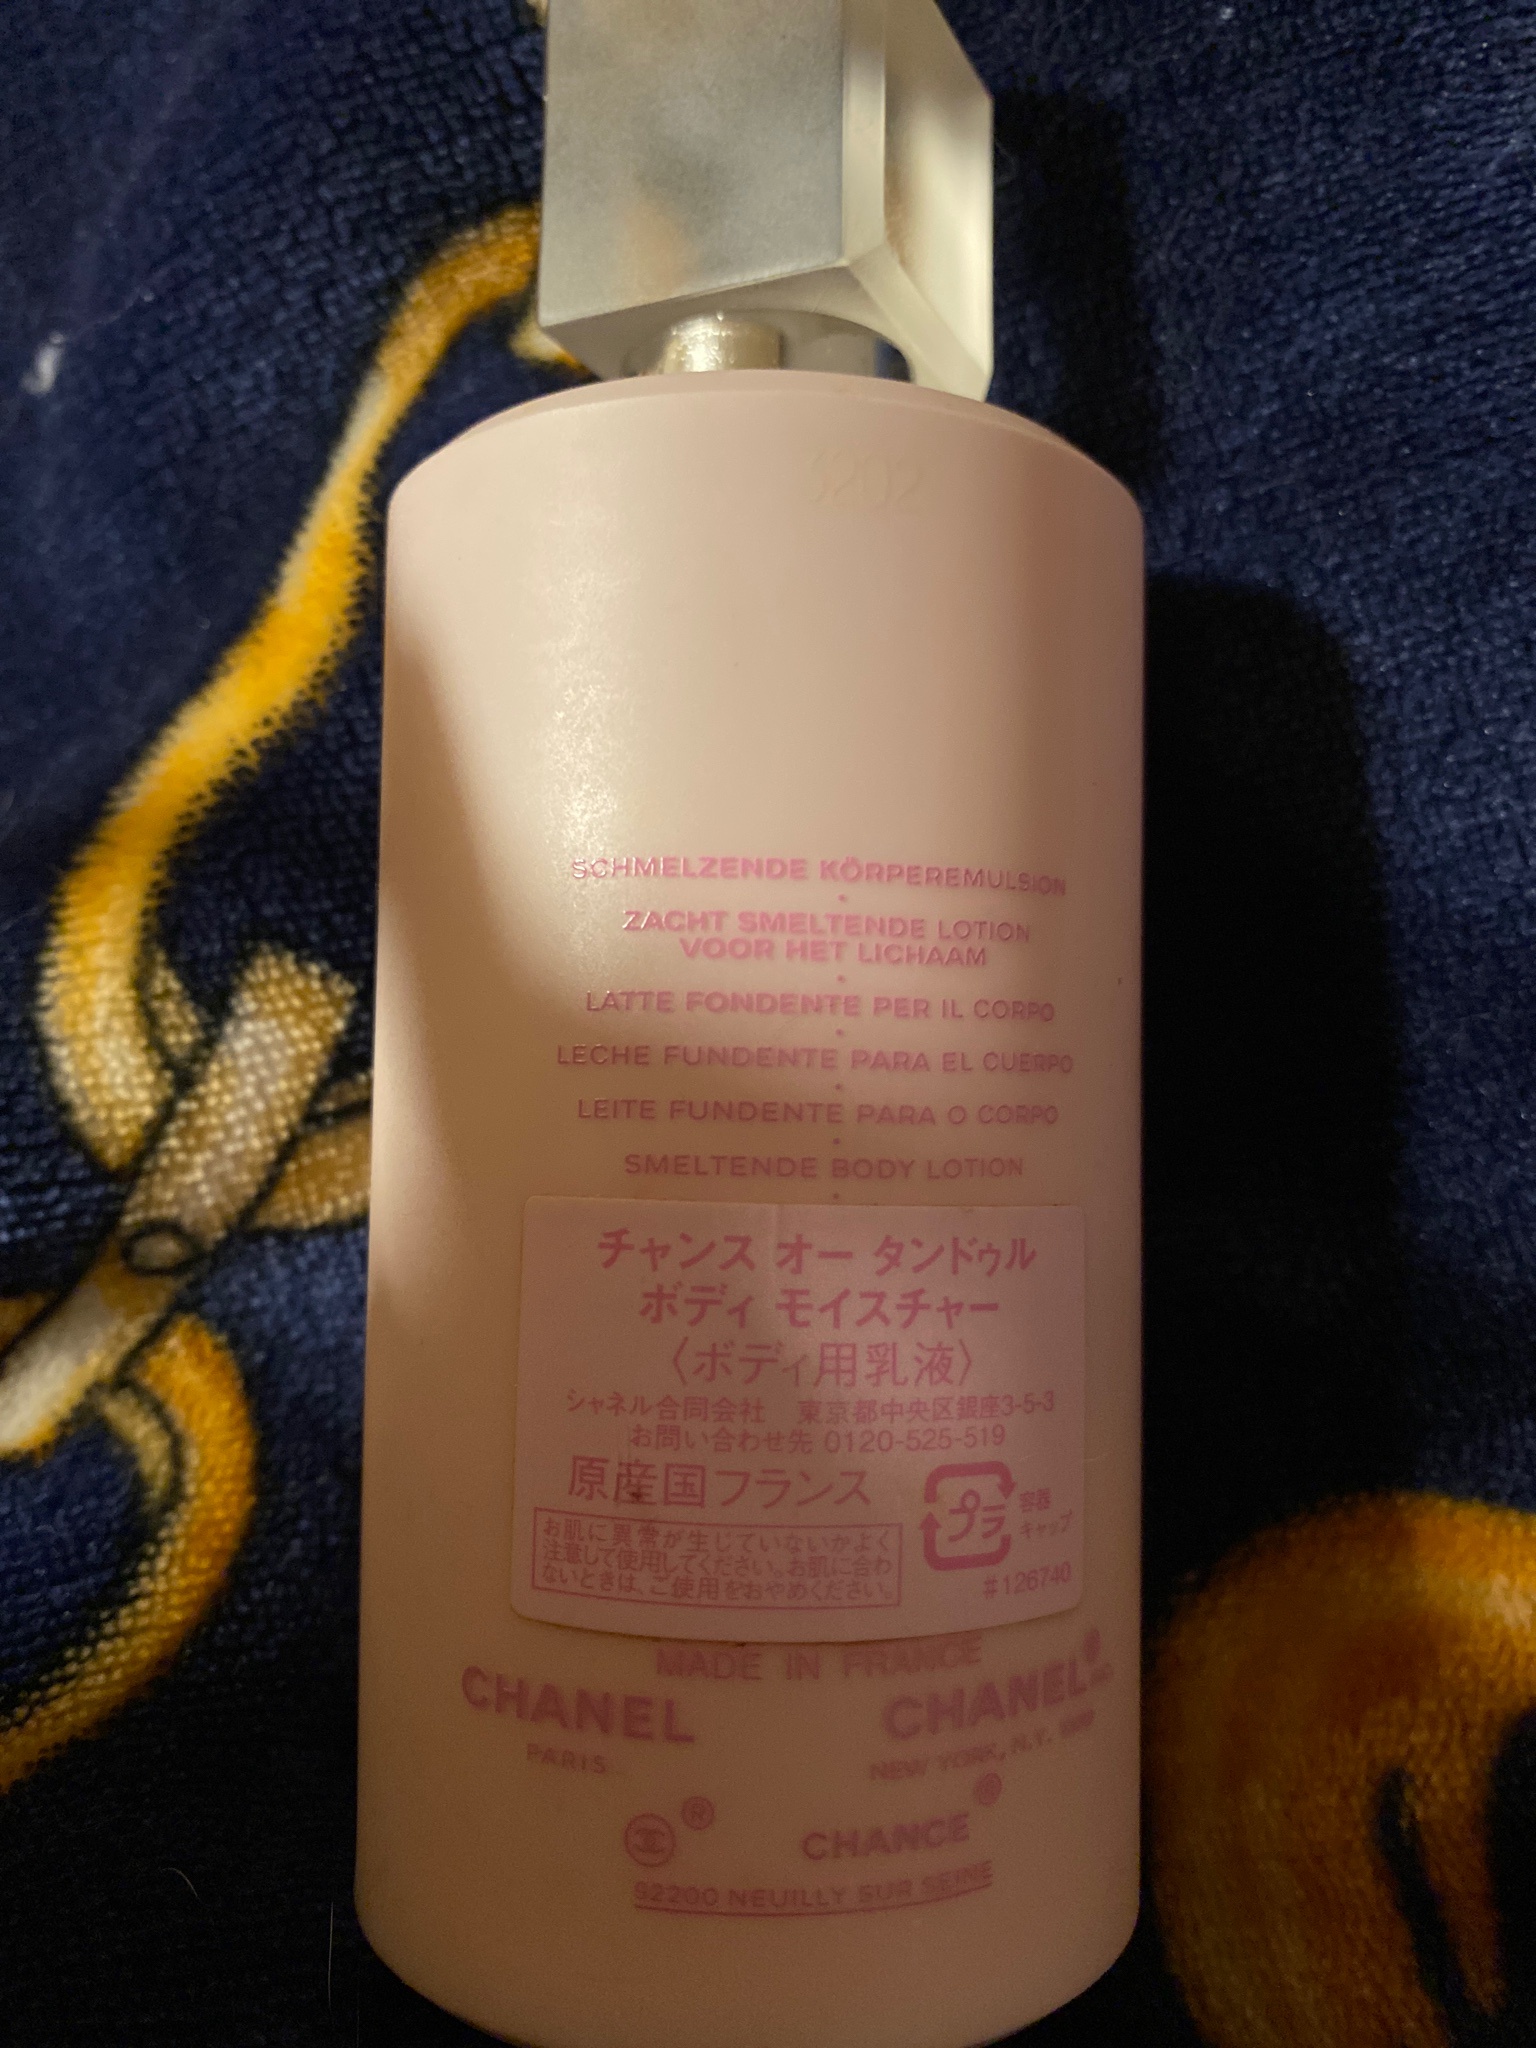 6202
SCHMELZENDE KÖRPEREMULSION
•
ZACHT SMELTENDE LOTION
VOOR HET LICHAAM
•
LATTE FONDENTE PER IL CORPO
•
LECHE FUNDENTE PARA EL CUERPO
•
LEITE FUNDENTE PARA O CORPO
•
SMELTENDE BODY LOTION
•
チャンス オー タンドゥル
ボディ モイスチャー
〈ボディ用乳液〉
シャネル合同会社 東京都中央区銀座3-5-3
お問い合わせ先 0120-525-519
原産国フランス
お肌に異常が生じていないかよく
注意して使用してください。お肌に合わ
ないときは、ご使用をおやめください。
プラ
容器
キャップ
#126740
MADE IN FRANCE
CHANEL
PARIS
CHANEL®
NEW YORK, N.Y.
®
CHANCE®
92200 NEUILLY SUR SEINE